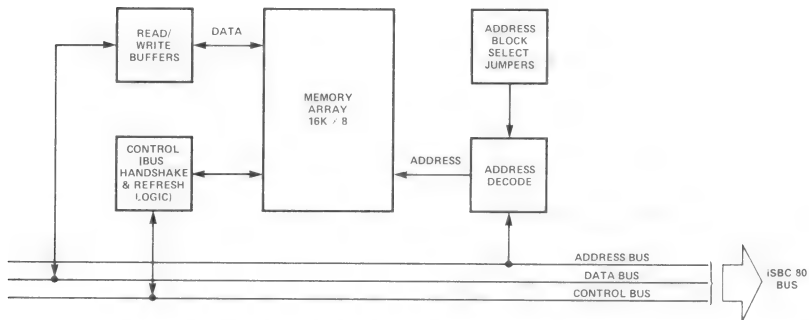 READ/
WRITE
BUFFERS
DATA
MEMORY
ARRAY
16K / 8
ADDRESS
BLOCK
SELECT
JUMPERS
CONTROL
(BUS
HANDSHAKE
& REFRESH
LOGIC)
ADDRESS
ADDRESS
DECODE
ADDRESS BUS
DATA BUS
CONTROL BUS
iSBC 80
BUS